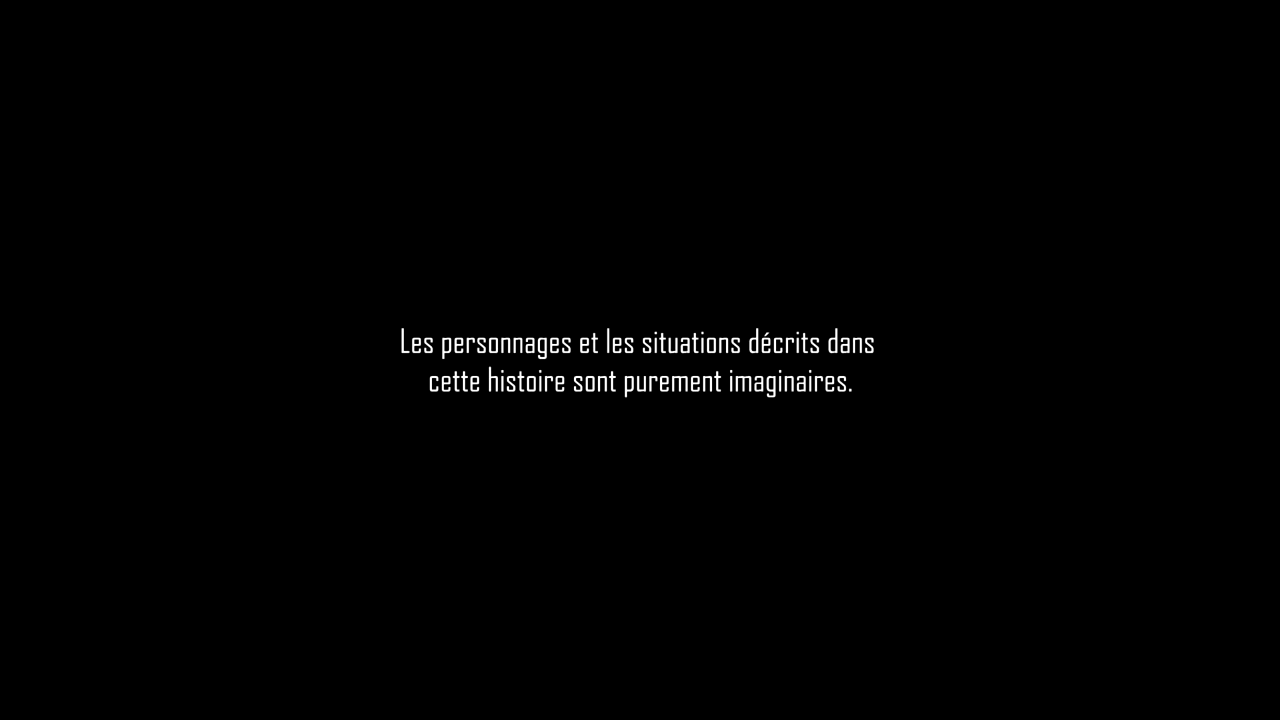 Les personnages et les situations décrits dans
cette histoire sont purement imaginaires.